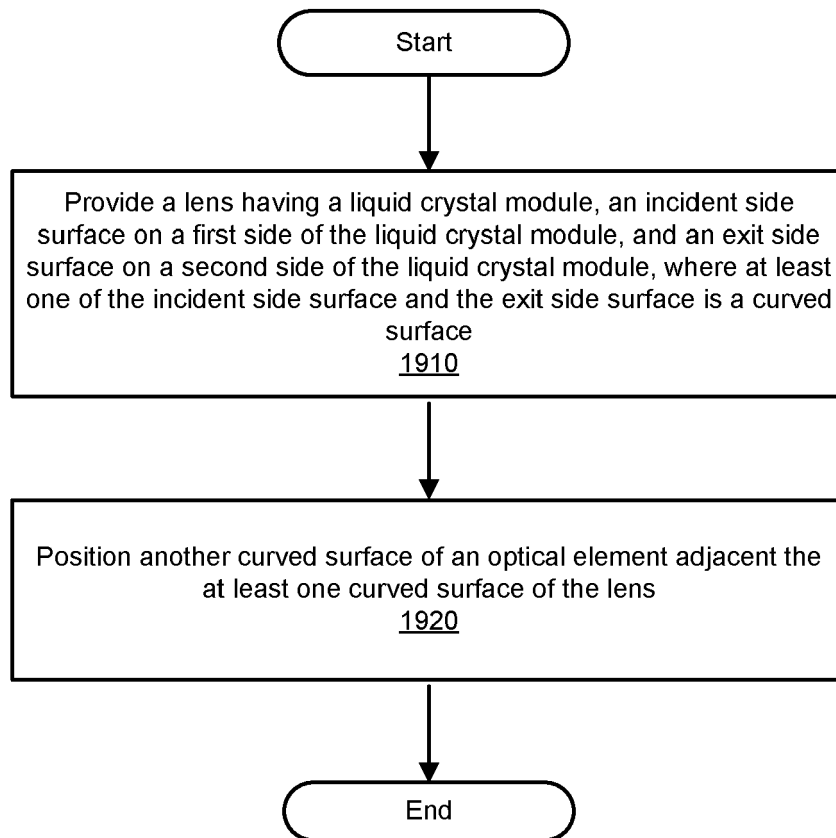 Start
Provide a lens having a liquid crystal module, an incident side
surface on a first side of the liquid crystal module, and an exit side
surface on a second side of the liquid crystal module, where at least
one of the incident side surface and the exit side surface is a curved
surface
1910
Position another curved surface of an optical element adjacent the
at least one curved surface of the lens
1920
End